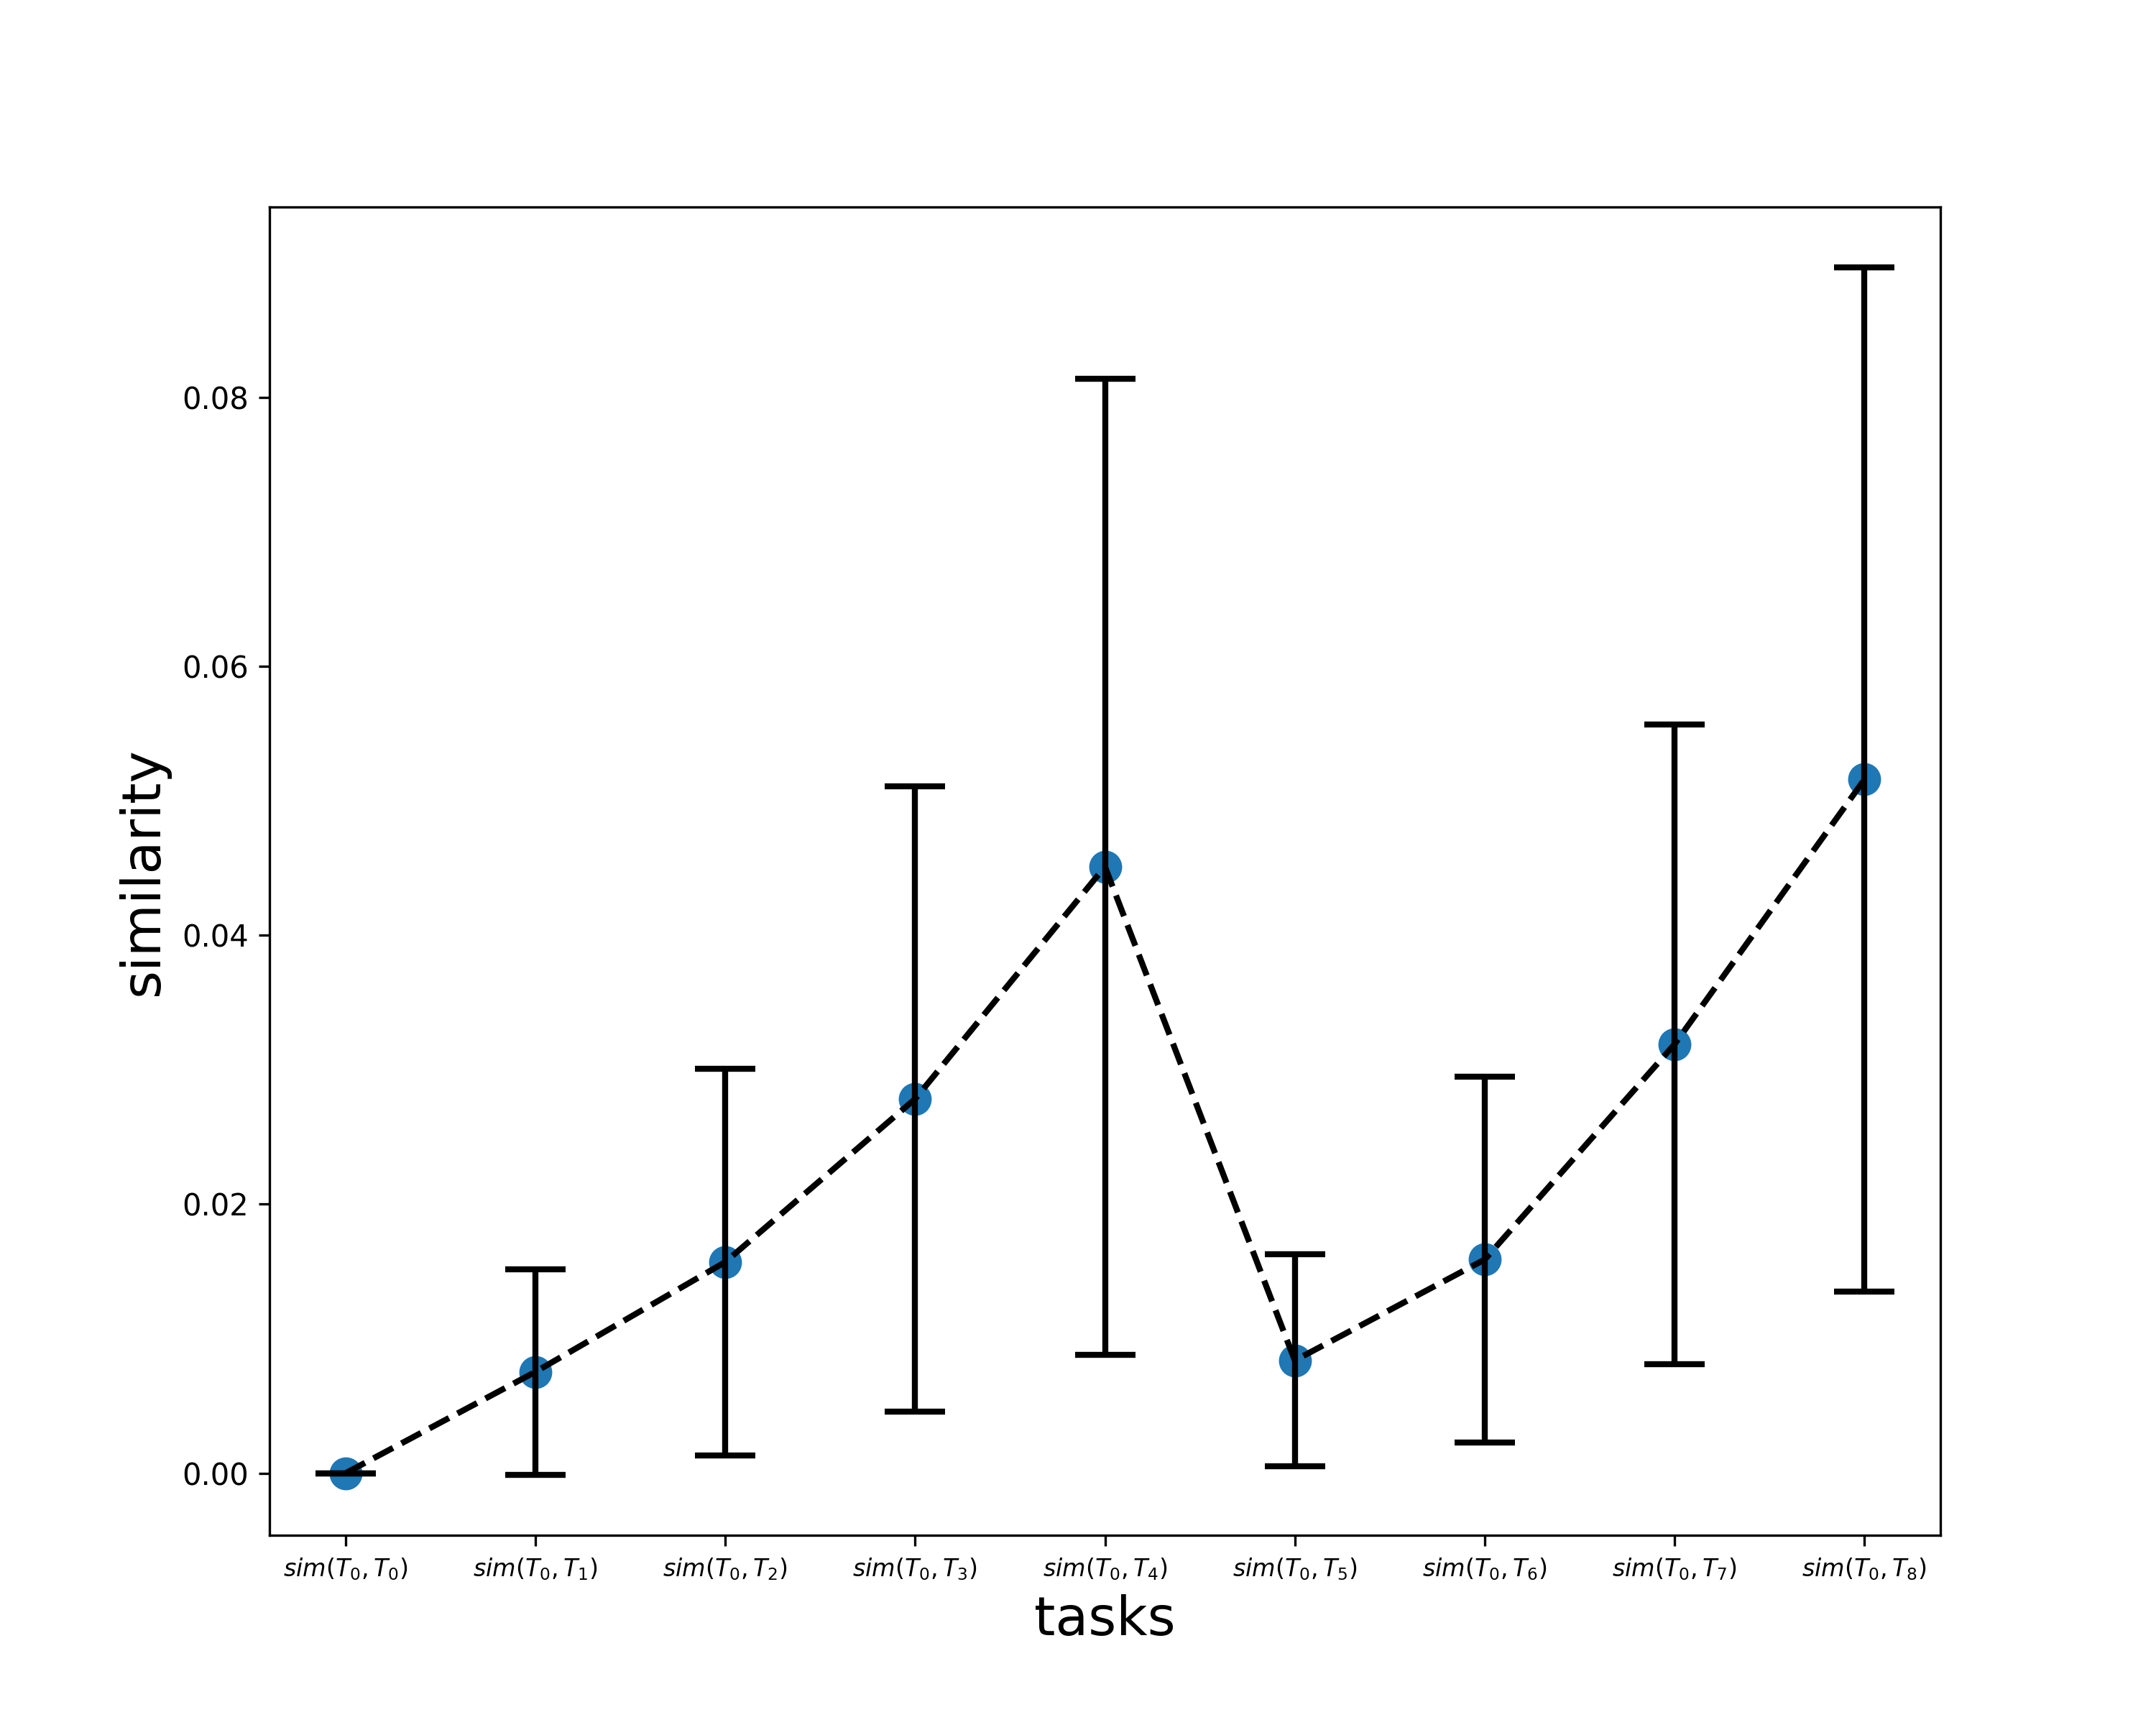 0.08
0.06
0.04
0.02
0.00
similarity
sim(T₀, T₀) sim(T₀, T₁) sim(T₀, T₂) sim(T₀, T₃) sim(T₀, T₄) sim(T₀, T₅) sim(T₀, T₆) sim(T₀, T₇) sim(T₀, T₈)
tasks